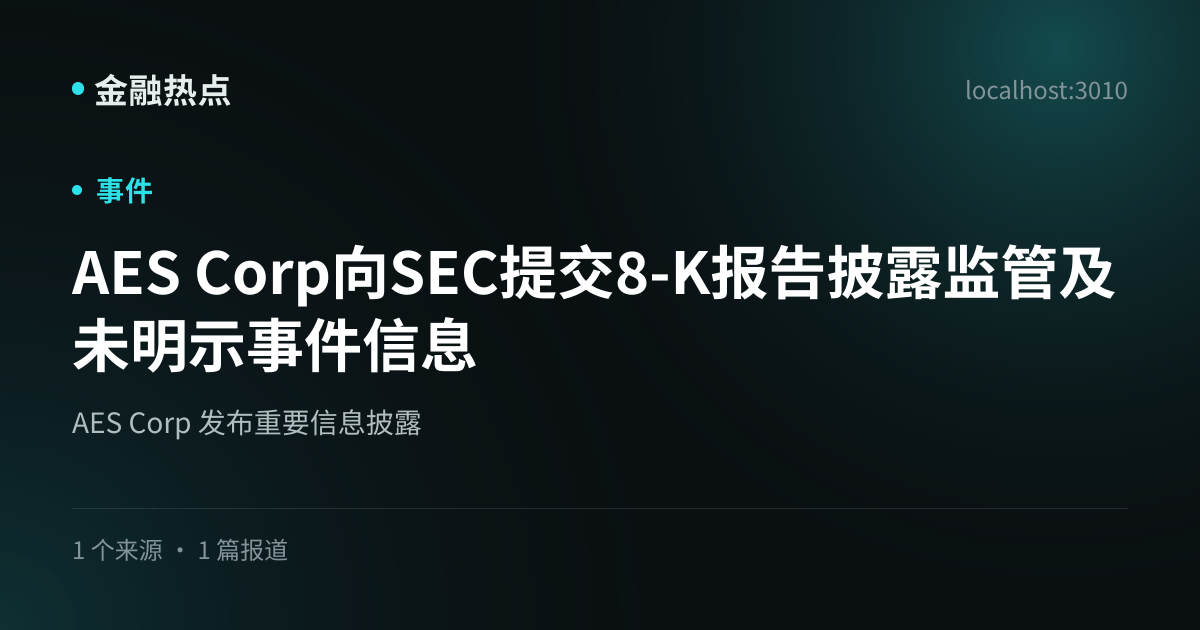 金融热点
localhost:3010
事件
AES Corp向SEC提交8-K报告披露监管及
未明示事件信息
AES Corp 发布重要信息披露
1 个来源 • 1 篇报道